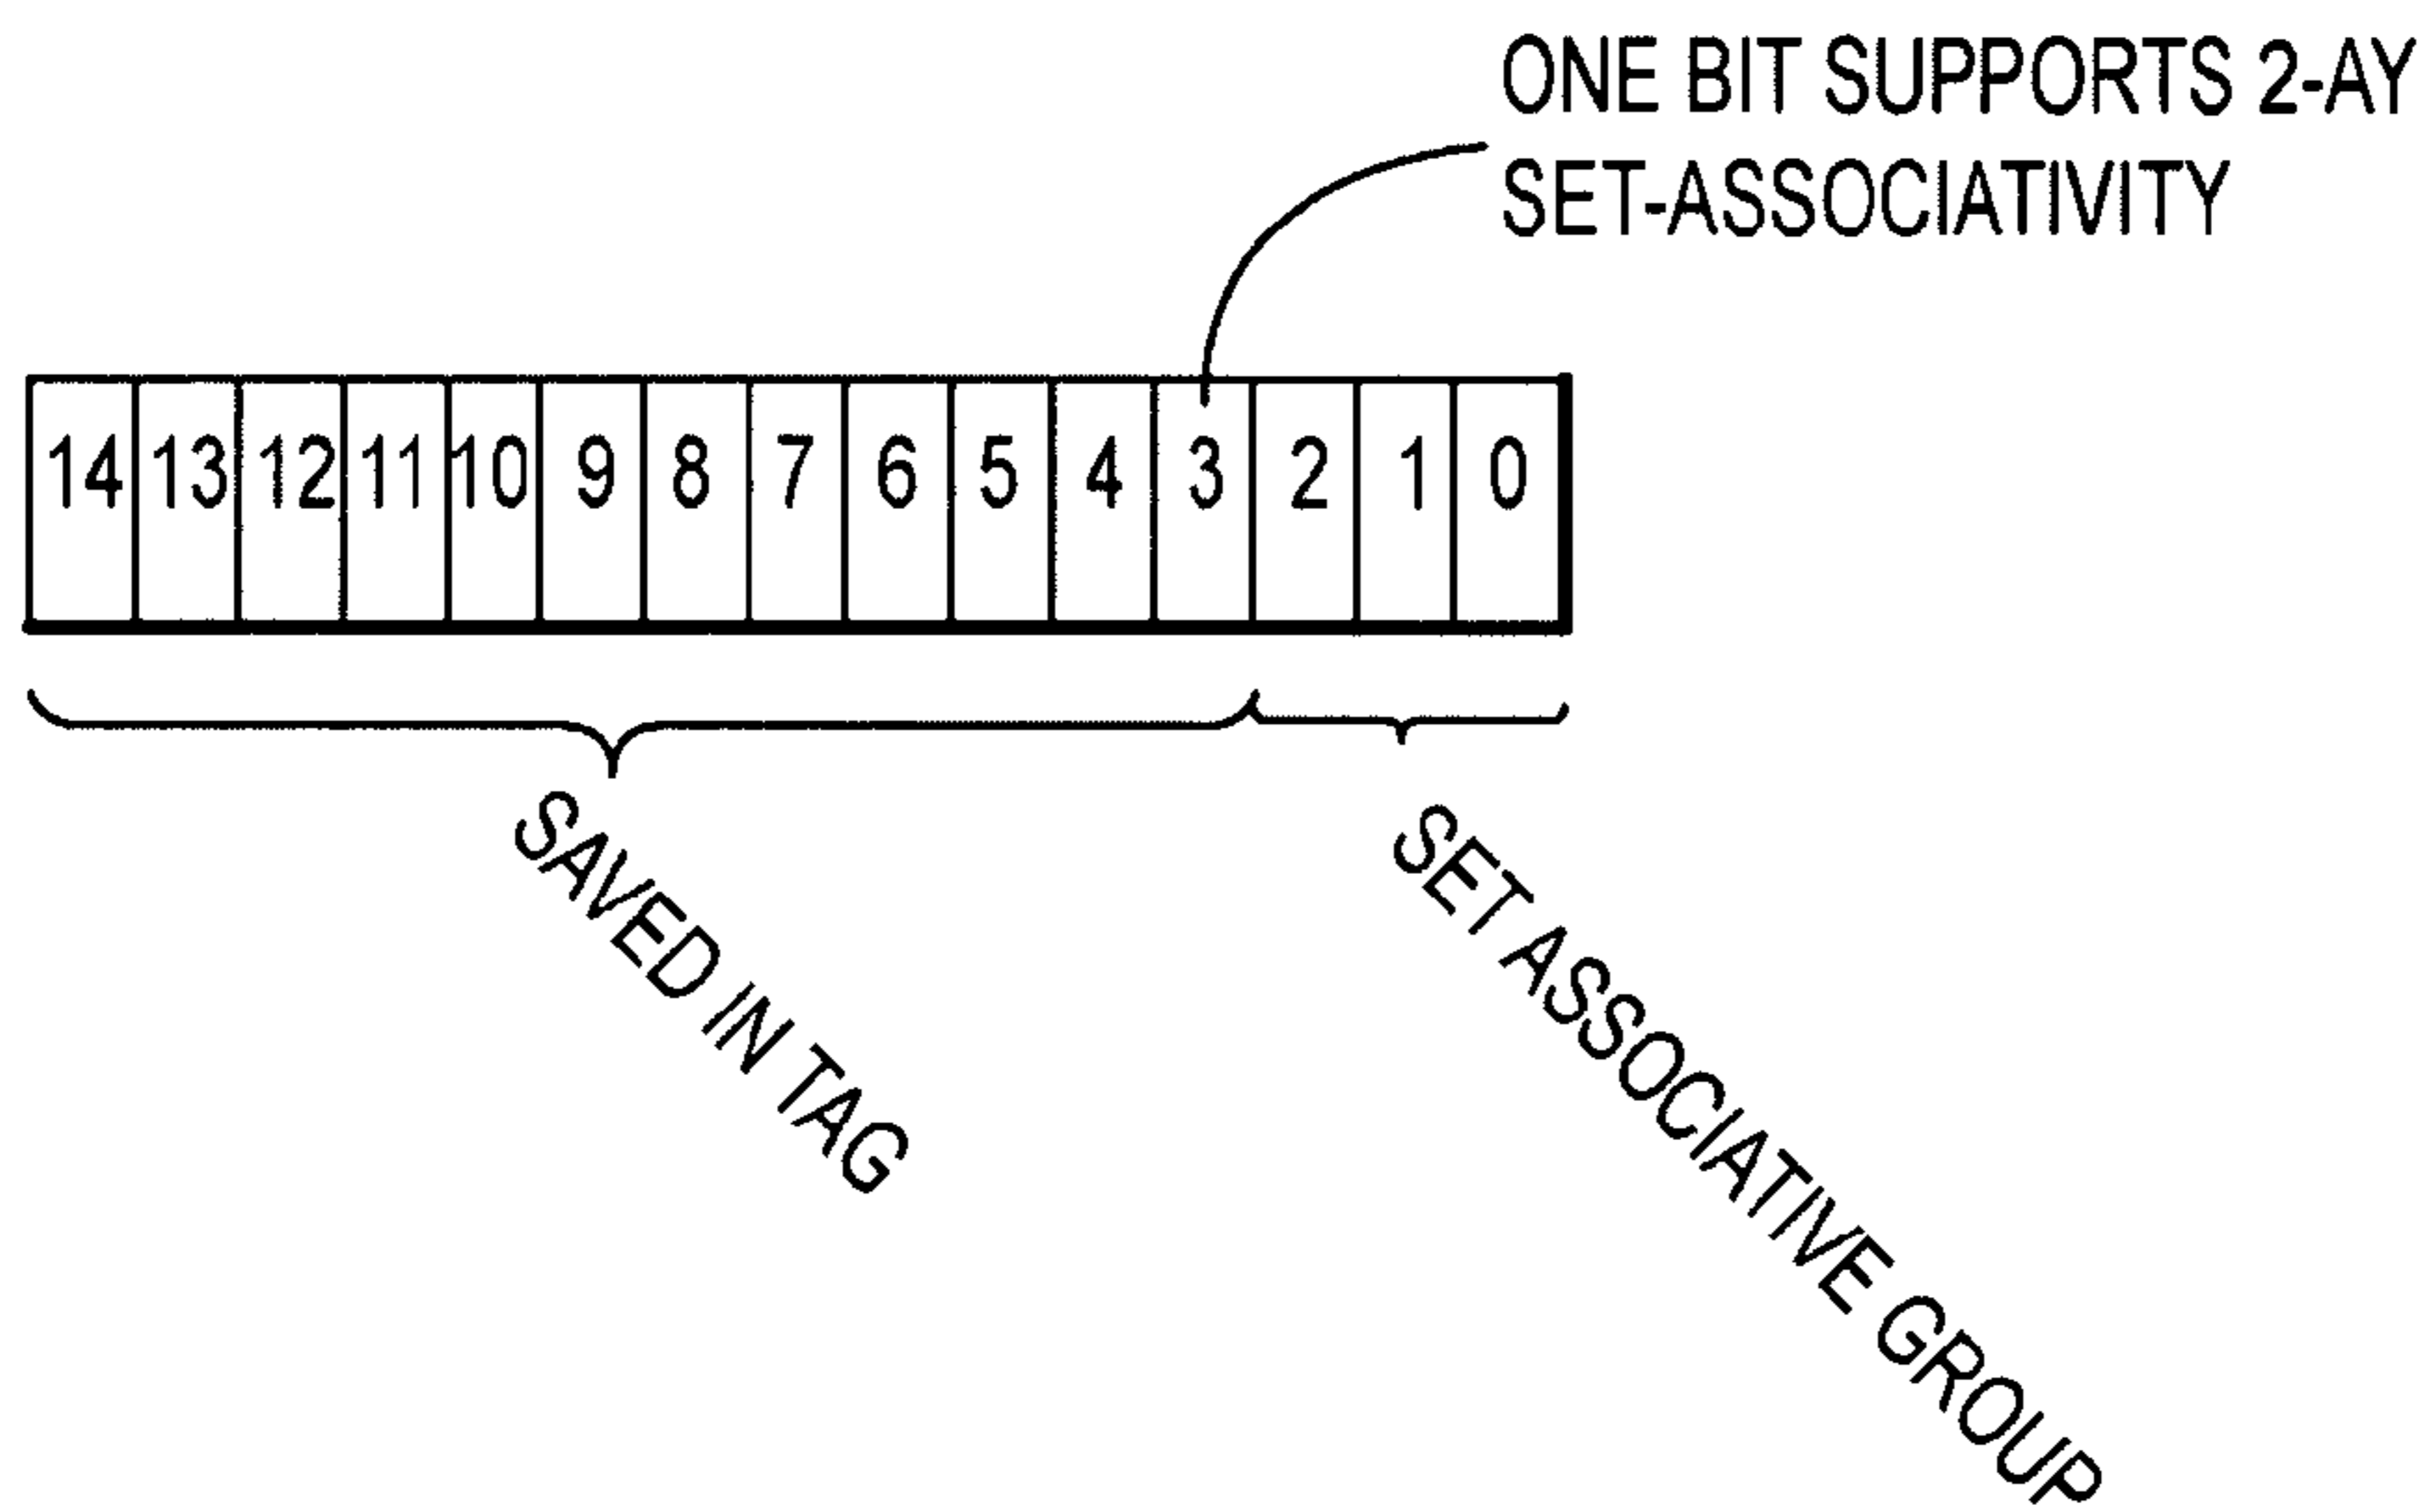 ONE BIT SUPPORTS 2-AY
SET-ASSOCIATIVITY
14 13 12 11 10 9 8 7 6 5 4 3 2 1 0
SAVED IN TAG
SET ASSOCIATIVE GROUP